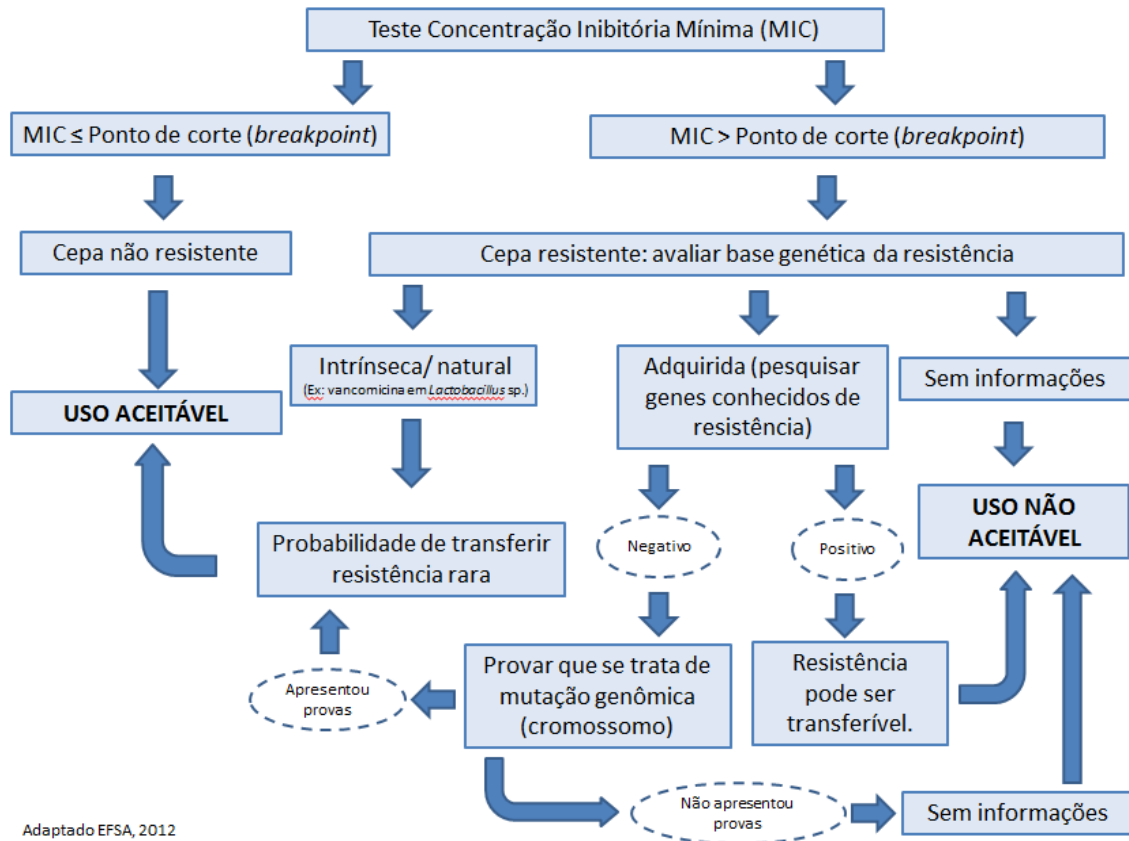 Teste Concentração Inibitória Mínima (MIC)
MIC ≤ Ponto de corte (breakpoint)
MIC > Ponto de corte (breakpoint)
Cepa não resistente
Cepa resistente: avaliar base genética da resistência
Intrínseca/ natural
(Ex: vancomicina em Lactobacillus sp.)
Adquirida (pesquisar
genes conhecidos de
resistência)
Sem informações
USO ACEITÁVEL
USO NÃO
ACEITÁVEL
Negativo
Positivo
Probabilidade de transferir
resistência rara
Provar que se trata de
mutação genômica
(cromossomo)
Resistência
pode ser
transferível.
Apresentou
provas
Não apresentou
provas
Sem informações
Adaptado EFSA, 2012